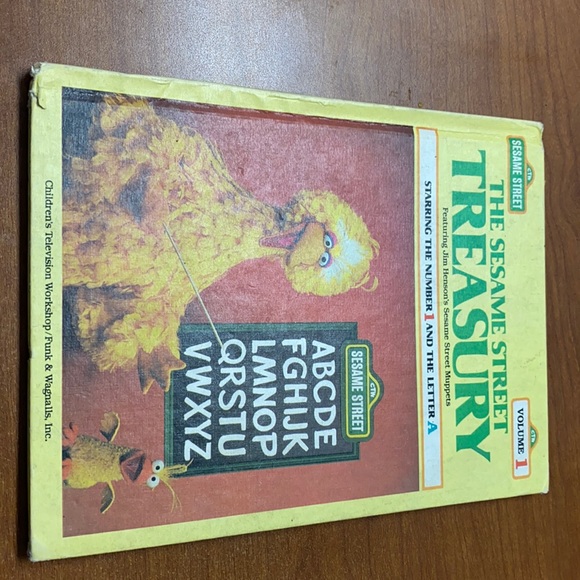 CTW
SESAME STREET
CTW
VOLUME 1
THE SESAME STREET
TREASURY
Featuring Jim Henson's Sesame Street Muppets
STARRING THE NUMBER 1 AND THE LETTER A
CTW
SESAME STREET
ABCDE
FGHIJK
LMNOP
QRSTU
VWXYZ
Children's Television Workshop/Funk & Wagnalls, Inc.